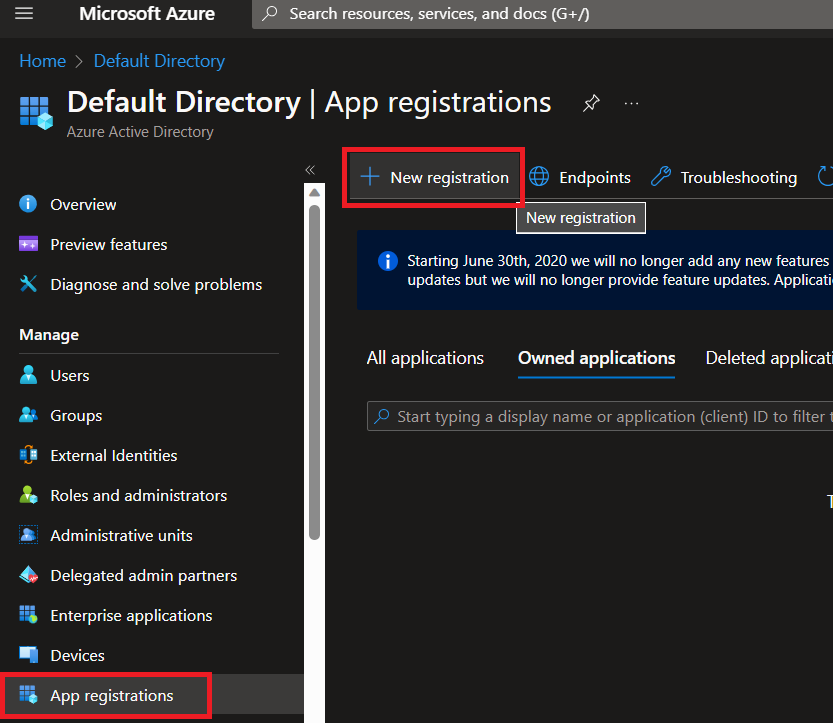 Microsoft Azure
Search resources, services, and docs (G+/)
Home > Default Directory
Default Directory | App registrations
Azure Active Directory
Overview
Preview features
Diagnose and solve problems
Manage
Users
Groups
External Identities
Roles and administrators
Administrative units
Delegated admin partners
Enterprise applications
Devices
App registrations
New registration
Endpoints
Troubleshooting
New registration
Starting June 30th, 2020 we will no longer add any new features
updates but we will no longer provide feature updates. Applicati
All applications
Owned applications
Deleted applicati
Start typing a display name or application (client) ID to filter t
T